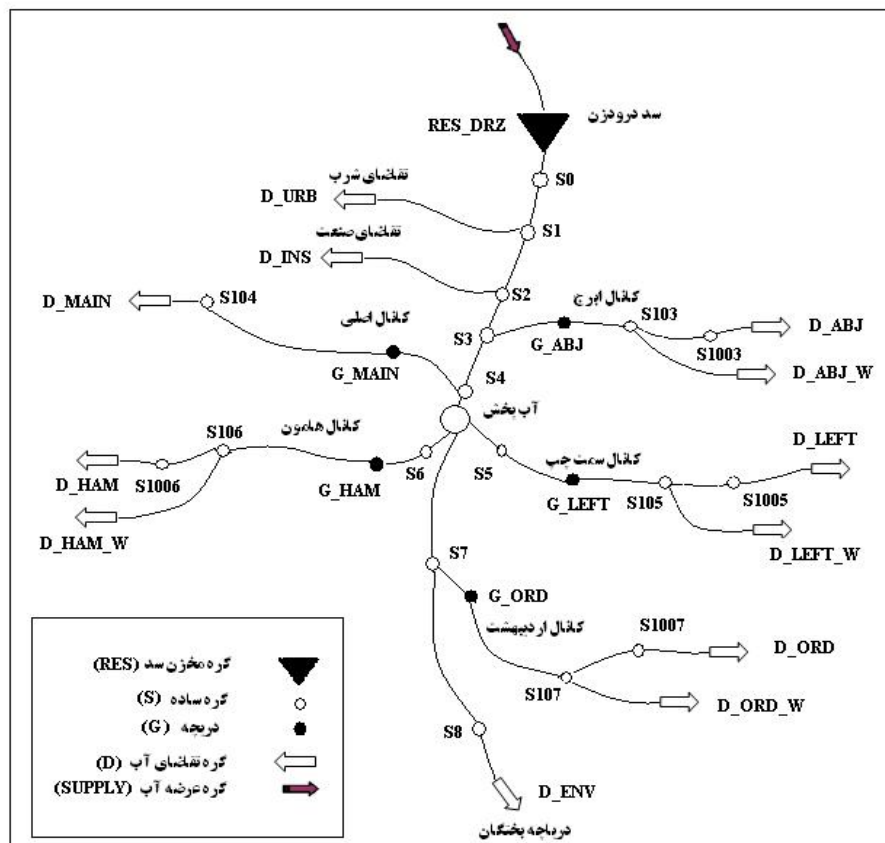 RES_DRZ
سد درودزن
S0
تقاضای شرب
D_URB
S1
تقاضای صنعت
D_INS
S2
D_MAIN
S104
کانال اصلی
کانال ابرج
S3
G_ABJ
S103
D_ABJ
S1003
G_MAIN
D_ABJ_W
S4
آب پخش
کانال هامون
S106
D_HAM
S1006
G_HAM
S6
D_HAM_W
S5
کانال سمت چپ
G_LEFT
S105
D_LEFT
S1005
D_LEFT_W
S7
G_ORD
کانال اردیبهشت
S1007
D_ORD
S107
D_ORD_W
S8
D_ENV
دریاچه بختگان
گره مخزن سد (RES)
گره ساده (S)
دریچه (G)
گره تقاضای آب (D)
گره عرضه آب (SUPPLY)